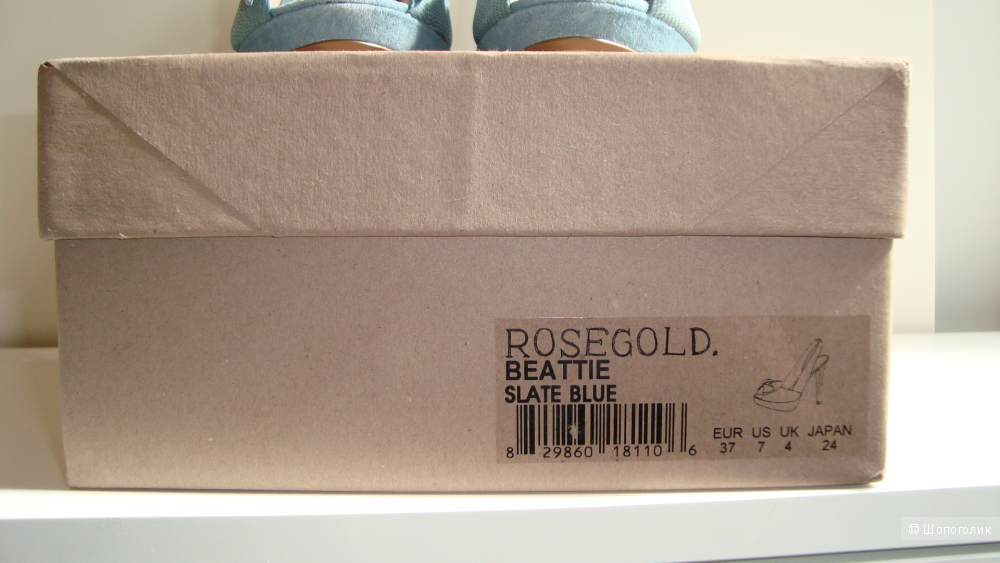 ROSEGOLD.
BEATTIE
SLATE BLUE
8 29860 18110 6
EUR US UK JAPAN
37 7 4 24
© Шопоголик